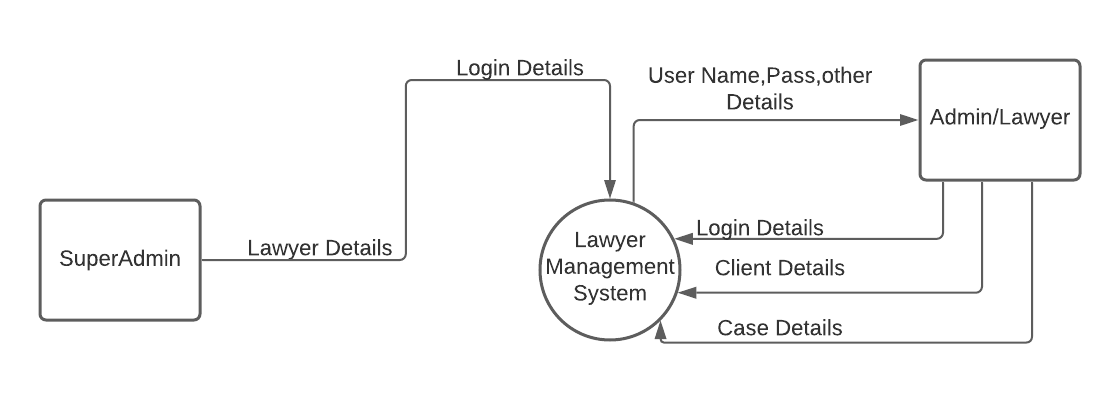 Login Details
User Name,Pass,other
Details
Admin/Lawyer
SuperAdmin
Lawyer Details
Lawyer
Management
System
Login Details
Client Details
Case Details